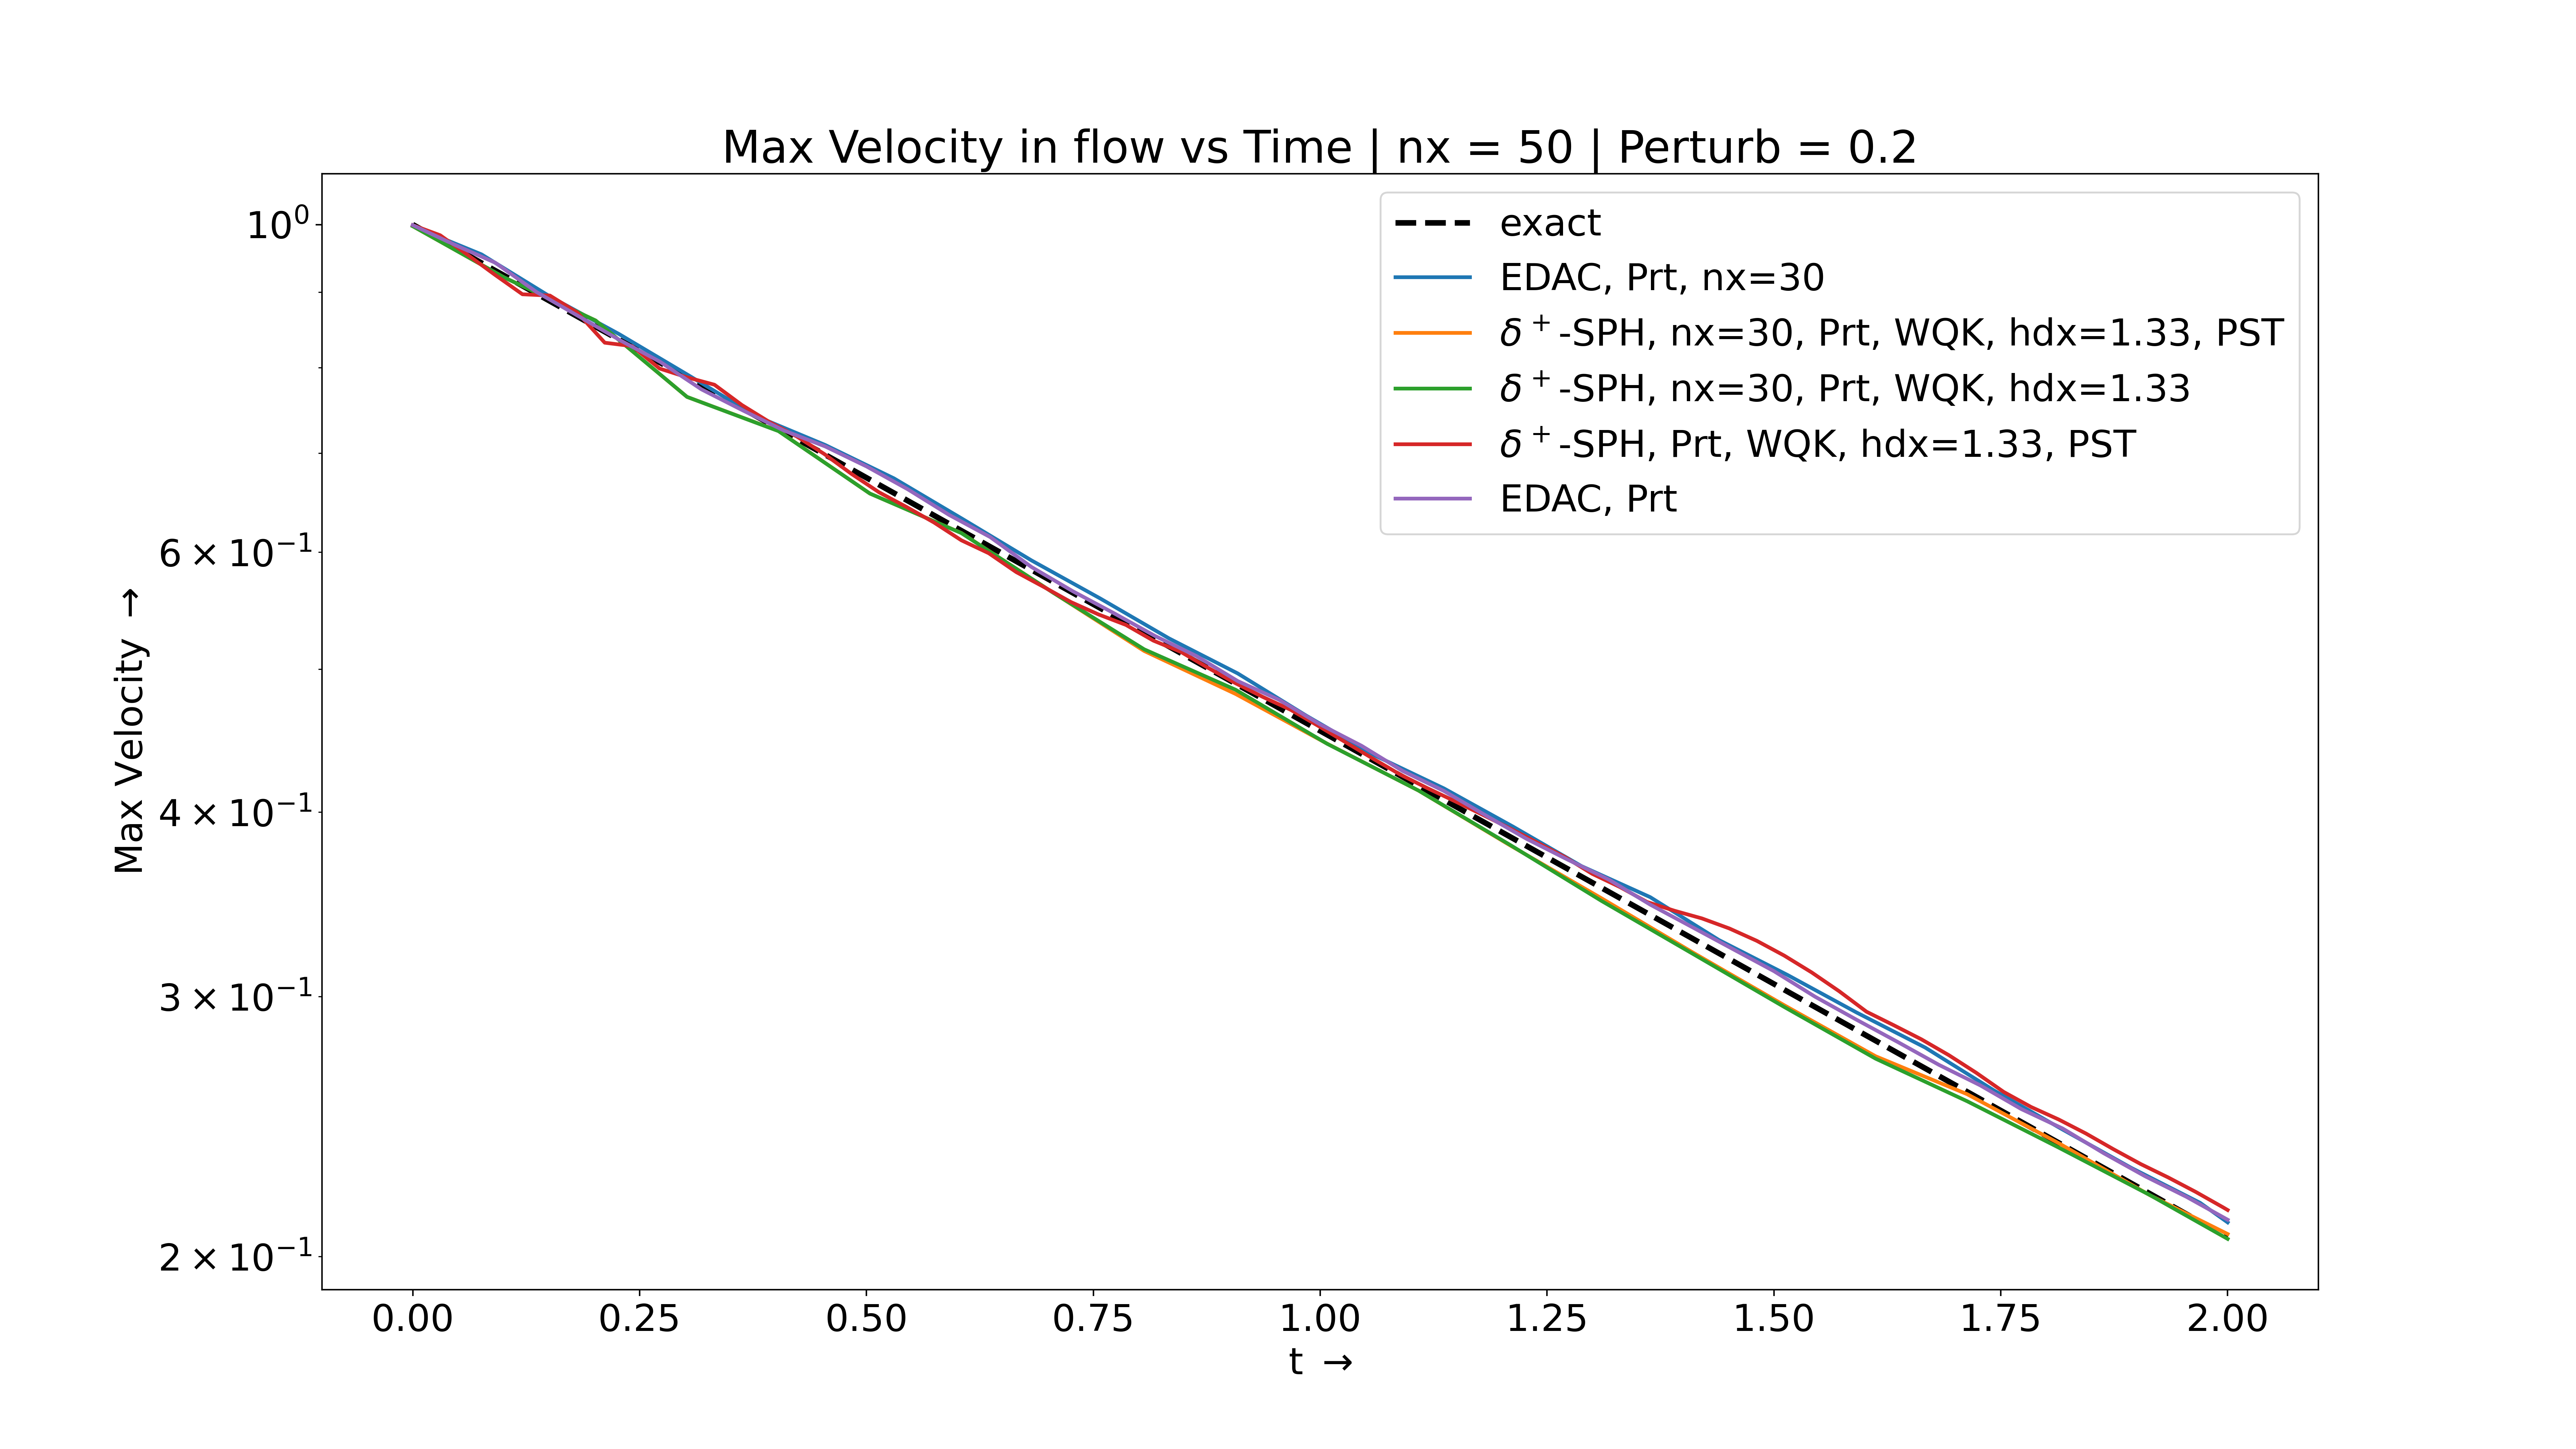 Max Velocity in flow vs Time | nx = 50 | Perturb = 0.2
10⁰
6 × 10⁻¹
4 × 10⁻¹
3 × 10⁻¹
2 × 10⁻¹
Max Velocity →
exact
EDAC, Prt, nx=30
δ⁺-SPH, nx=30, Prt, WQK, hdx=1.33, PST
δ⁺-SPH, nx=30, Prt, WQK, hdx=1.33
δ⁺-SPH, Prt, WQK, hdx=1.33, PST
EDAC, Prt
0.00 0.25 0.50 0.75 1.00 1.25 1.50 1.75 2.00
t →